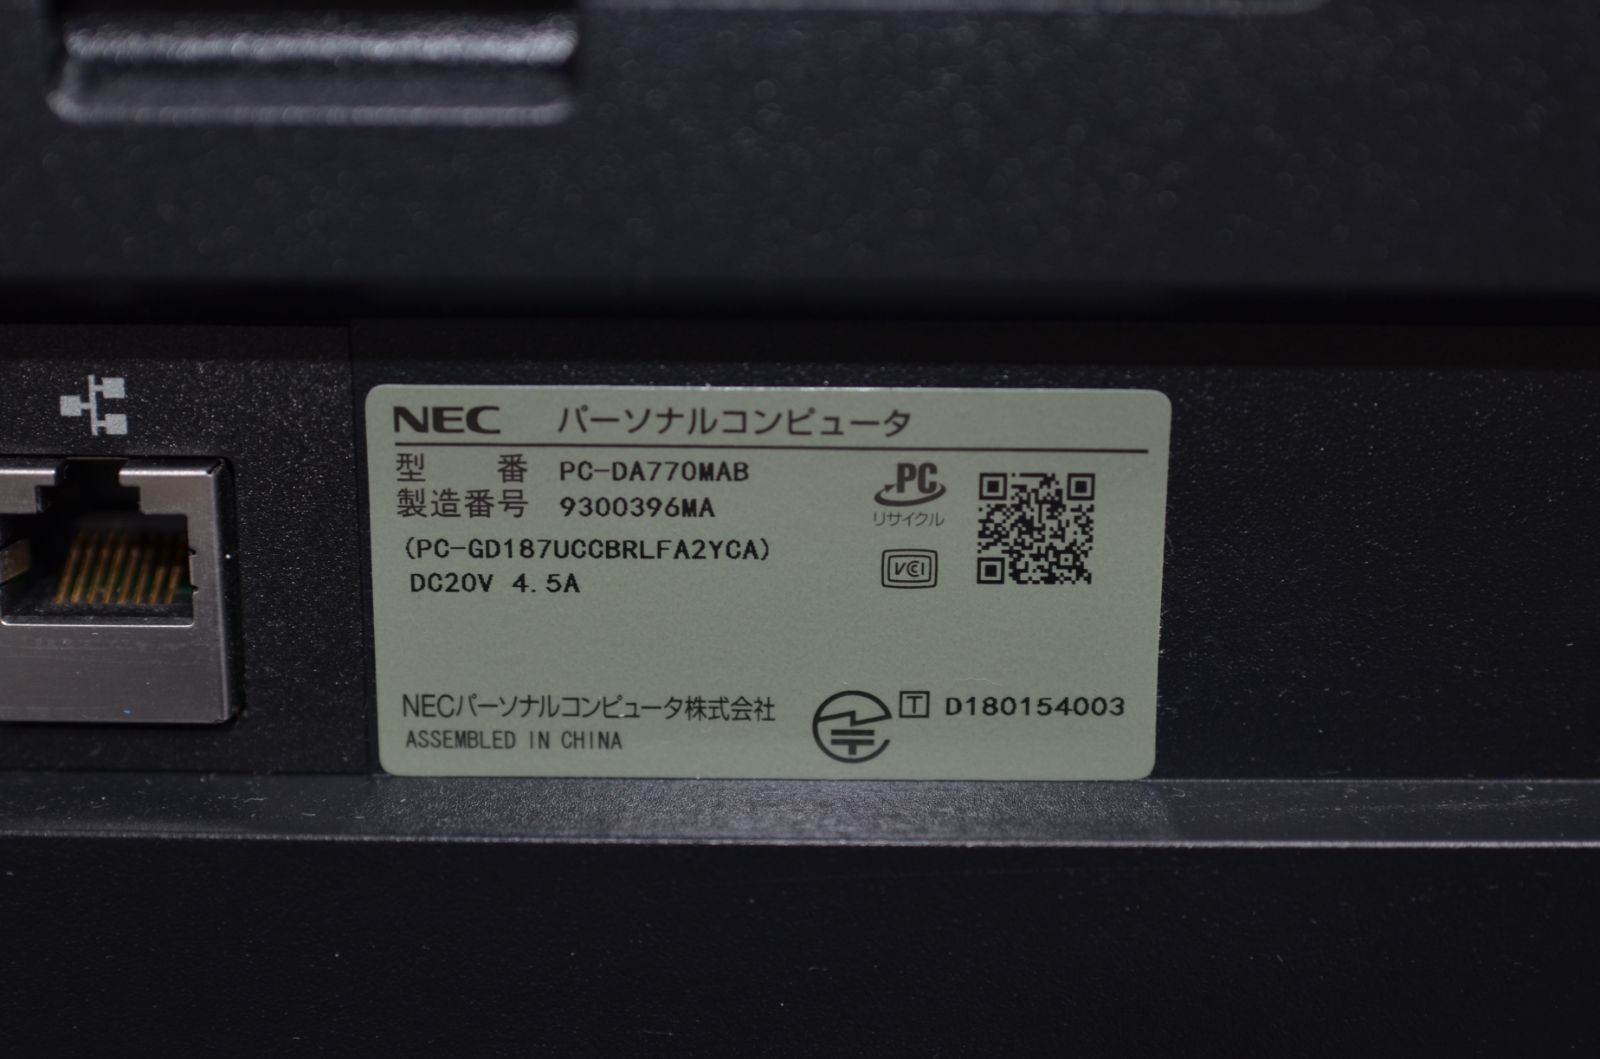 NEC パーソナルコンピュータ
型番 PC-DA770MAB
製造番号 9300396MA
(PC-GD187UCCBRLFA2YCA)
DC20V 4.5A
PC
リサイクル
VCI
NECパーソナルコンピュータ株式会社
ASSEMBLED IN CHINA
T D180154003